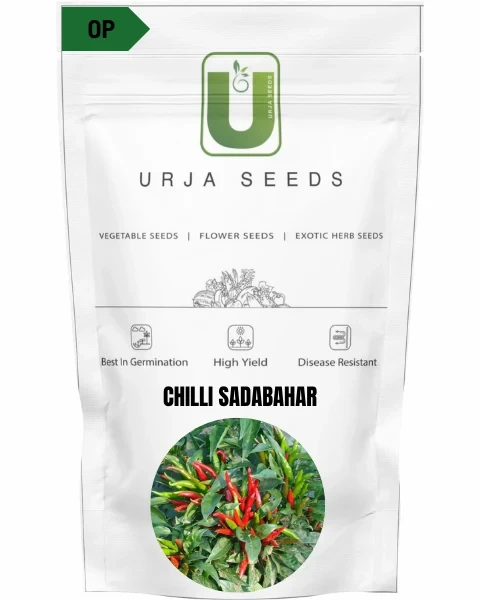 OP
U
URJA SEEDS
URJA SEEDS
VEGETABLE SEEDS | FLOWER SEEDS | EXOTIC HERB SEEDS
Best In Germination High Yield Disease Resistant
CHILLI SADABAHAR